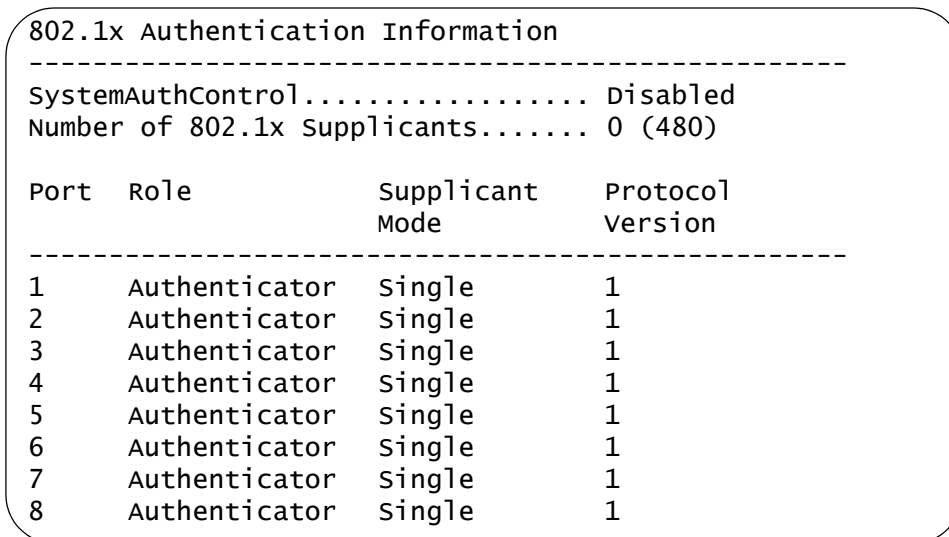 802.1x Authentication Information
---------------------------------------------------
SystemAuthControl.................. Disabled
Number of 802.1x Supplicants....... 0 (480)
Port Role Supplicant Protocol
Mode Version
---------------------------------------------------
1 Authenticator Single 1
2 Authenticator Single 1
3 Authenticator Single 1
4 Authenticator Single 1
5 Authenticator Single 1
6 Authenticator Single 1
7 Authenticator Single 1
8 Authenticator Single 1